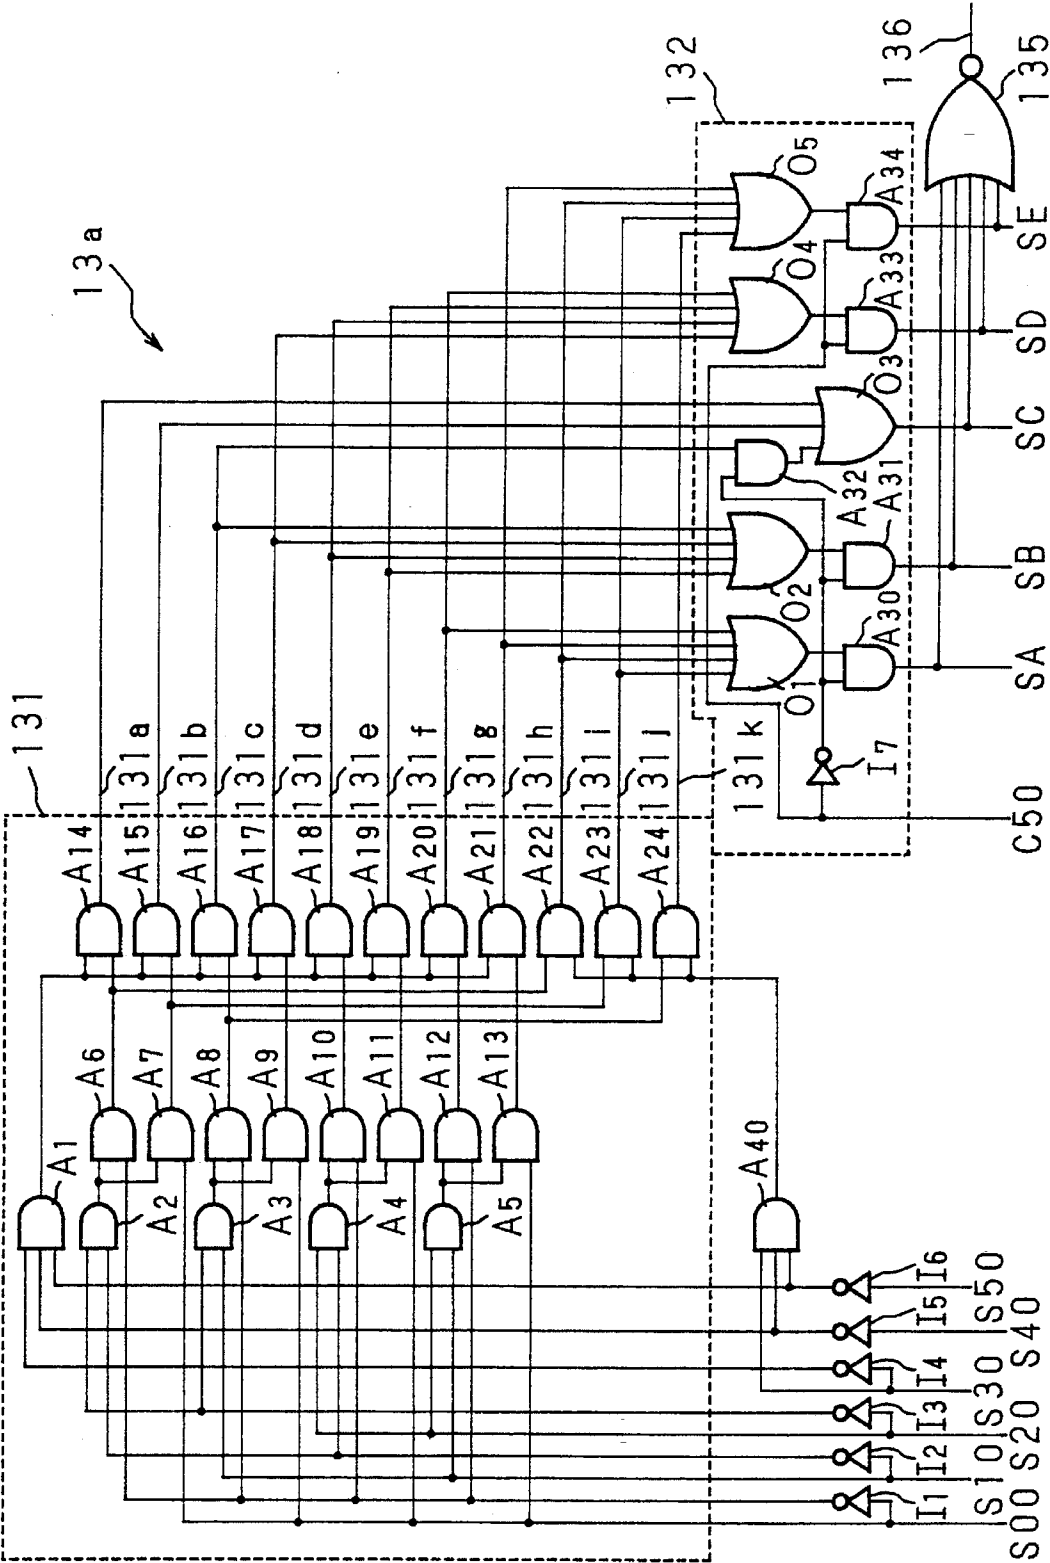 13a
131
132
136
135
A14
A15
A16
A17
A18
A19
A20
A21
A22
A23
A24
131a
131b
131c
131d
131e
131f
131g
131h
131i
131j
131k
A6
A7
A8
A9
A10
A11
A12
A13
A1
A2
A3
A4
A5
A40
O1
O2
O3
O4
O5
A30
A31
A32
A33
A34
I1
I2
I3
I4
I5
I6
I7
S00
S10
S20
S30
S40
S50
C50
SA
SB
SC
SD
SE